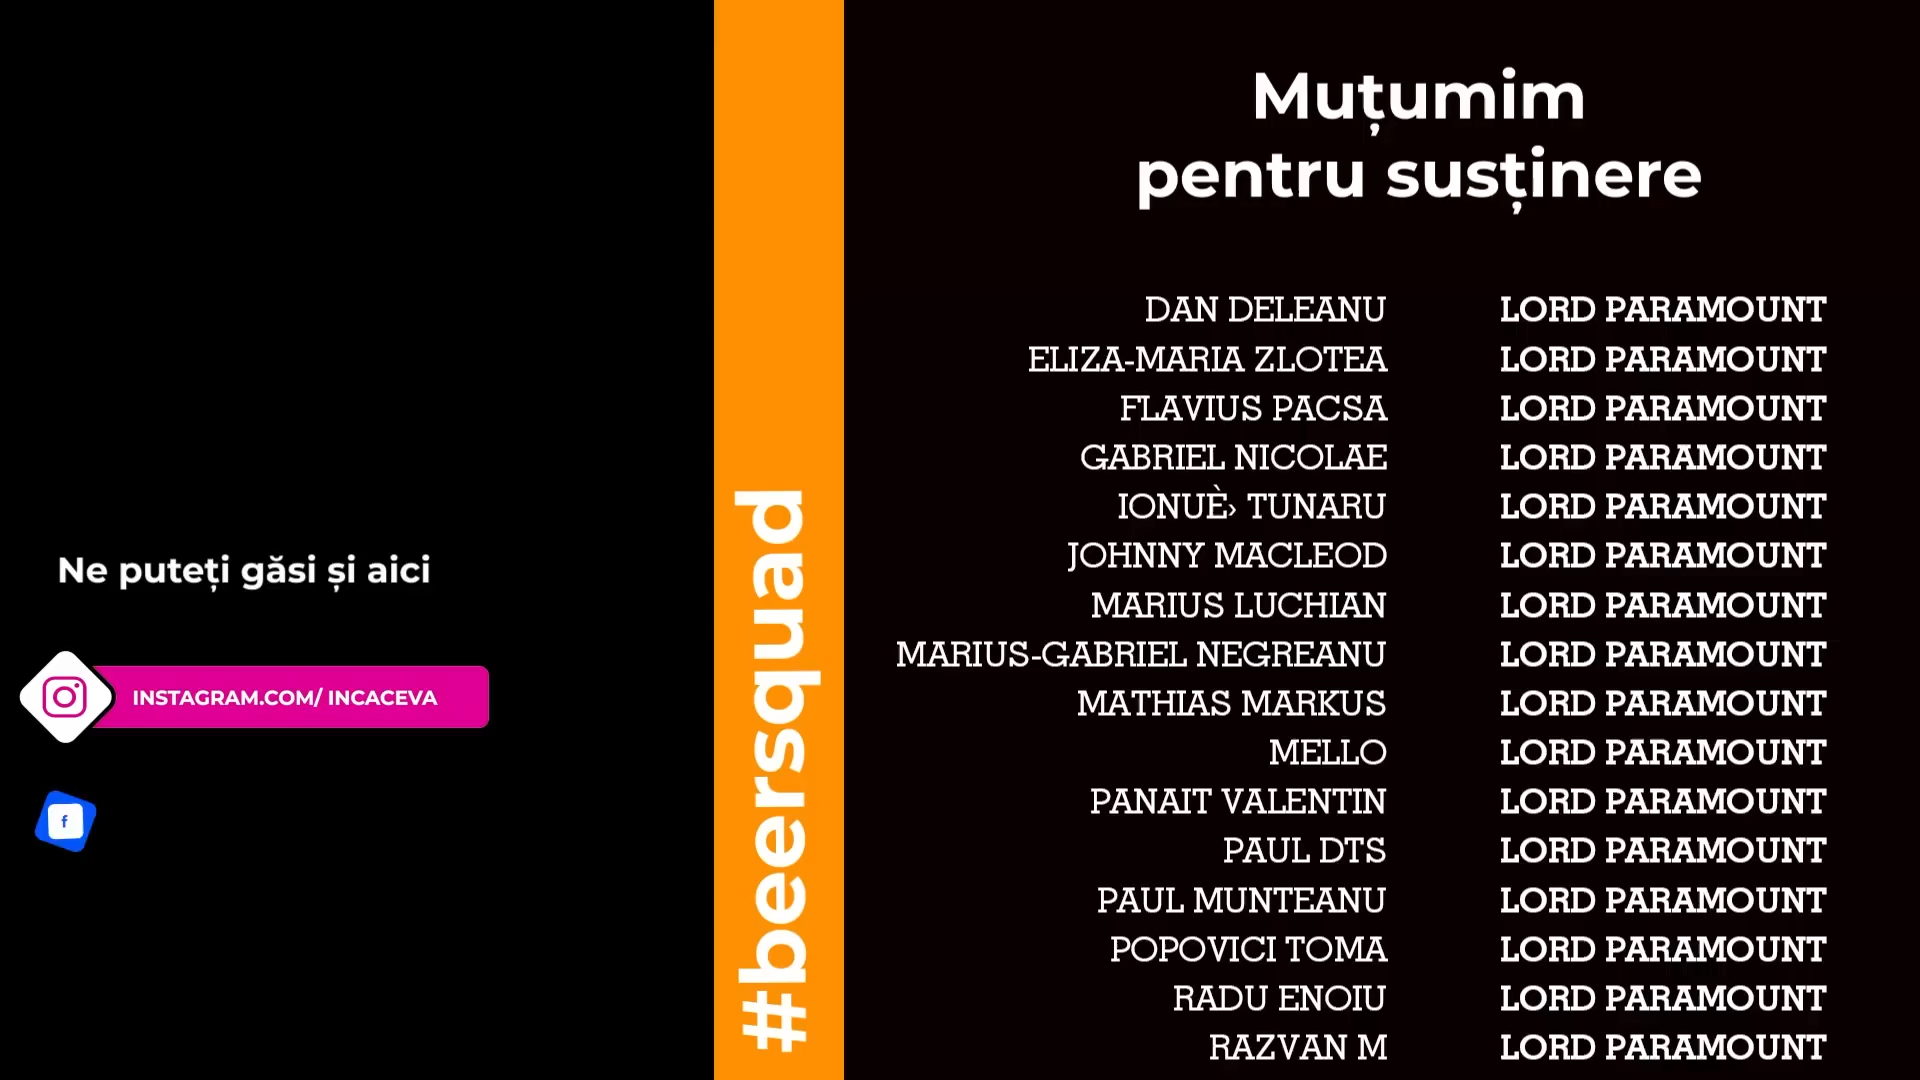 Muțumim
pentru susținere
DAN DELEANU LORD PARAMOUNT
ELIZA-MARIA ZLOTEA LORD PARAMOUNT
FLAVIUS PACSA LORD PARAMOUNT
GABRIEL NICOLAE LORD PARAMOUNT
IONUÈ› TUNARU LORD PARAMOUNT
JOHNNY MACLEOD LORD PARAMOUNT
MARIUS LUCHIAN LORD PARAMOUNT
MARIUS-GABRIEL NEGREANU LORD PARAMOUNT
MATHIAS MARKUS LORD PARAMOUNT
MELLO LORD PARAMOUNT
PANAIT VALENTIN LORD PARAMOUNT
PAUL DTS LORD PARAMOUNT
PAUL MUNTEANU LORD PARAMOUNT
POPOVICI TOMA LORD PARAMOUNT
RADU ENOIU LORD PARAMOUNT
RAZVAN M LORD PARAMOUNT
#beersquad
Ne puteți găsi și aici
INSTAGRAM.COM/ INCACEVA
f